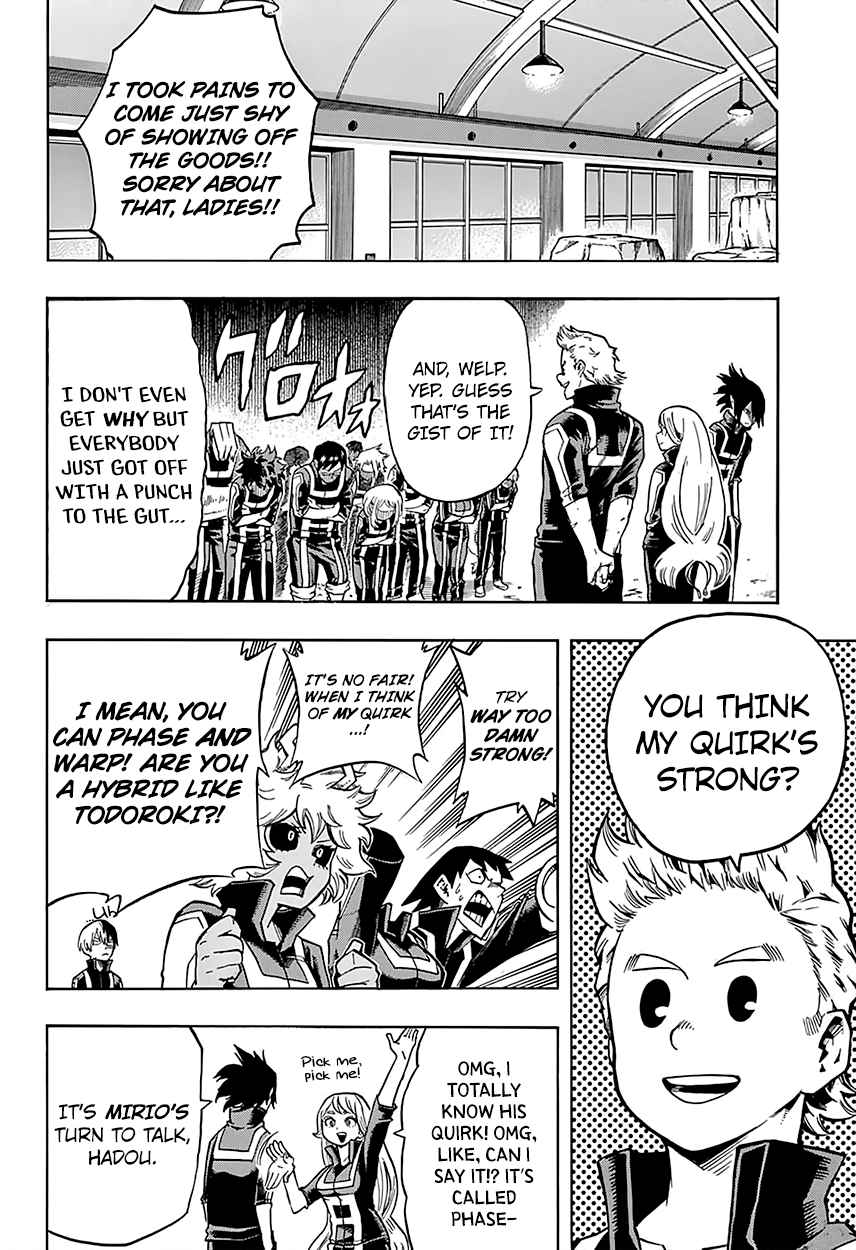 I TOOK PAINS TO
COME JUST SHY
OF SHOWING OFF
THE GOODS!!
SORRY ABOUT
THAT, LADIES!!
AND, WELP.
YEP. GUESS
THAT'S THE
GIST OF IT!
グロォォ
I DON'T EVEN
GET WHY BUT
EVERYBODY
JUST GOT OFF
WITH A PUNCH
TO THE GUT...
YOU THINK
MY QUIRK'S
STRONG?
TRY
WAY TOO
DAMN
STRONG!
IT'S NO FAIR!
WHEN I THINK
OF MY QUIRK
...!
I MEAN, YOU
CAN PHASE AND
WARP! ARE YOU
A HYBRID LIKE
TODOROKI?!
Uh
OMG, I
TOTALLY
KNOW HIS
QUIRK! OMG,
LIKE, CAN I
SAY IT!? IT'S
CALLED
PHASE-
Pick me,
pick me!
IT'S MIRIO'S
TURN TO TALK,
HADOU.